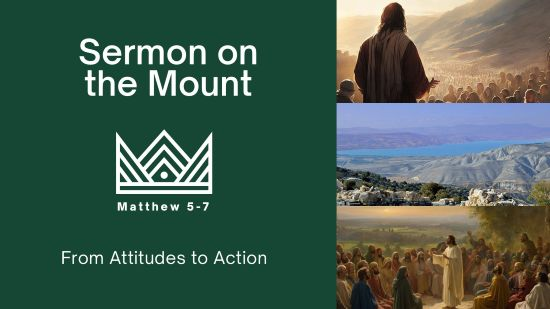 Sermon on
the Mount
Matthew 5-7
From Attitudes to Action